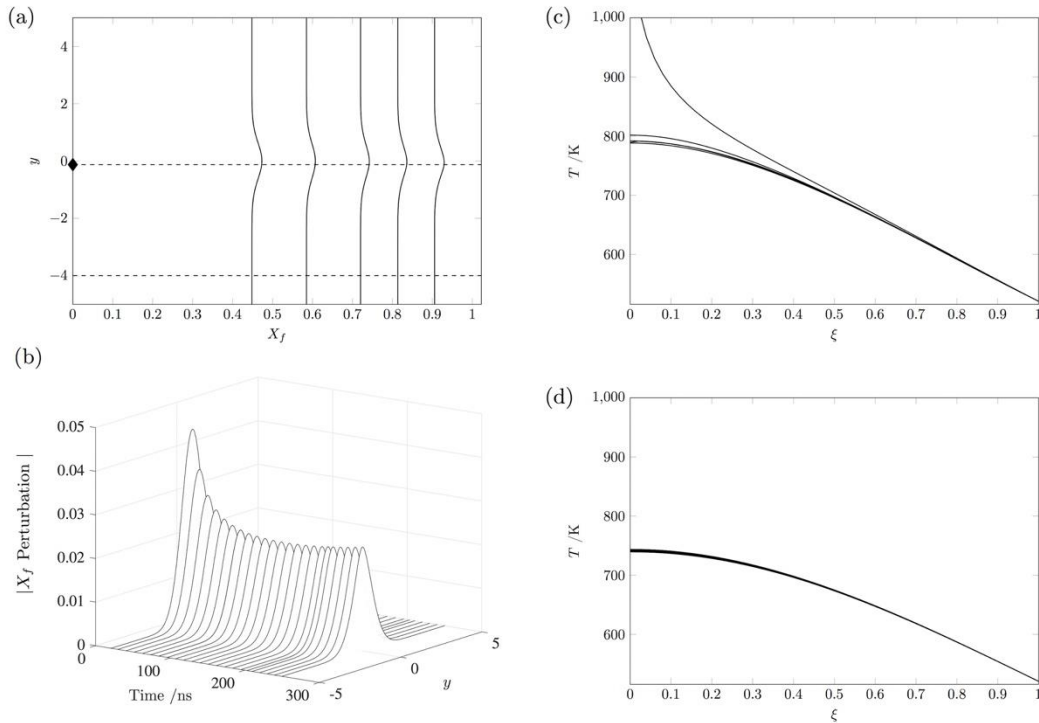 (a)
4
2
0
−2
−4
y
0 0.1 0.2 0.3 0.4 0.5 0.6 0.7 0.8 0.9 1
X_f
(b)
0.05
0.04
0.03
0.02
0.01
0
|X_f Perturbation |
0 100 200 300
Time /ns
-5 0 5
y
(c)
1,000
900
800
700
600
T /K
0 0.1 0.2 0.3 0.4 0.5 0.6 0.7 0.8 0.9 1
ξ
(d)
1,000
900
800
700
600
T /K
0 0.1 0.2 0.3 0.4 0.5 0.6 0.7 0.8 0.9 1
ξ